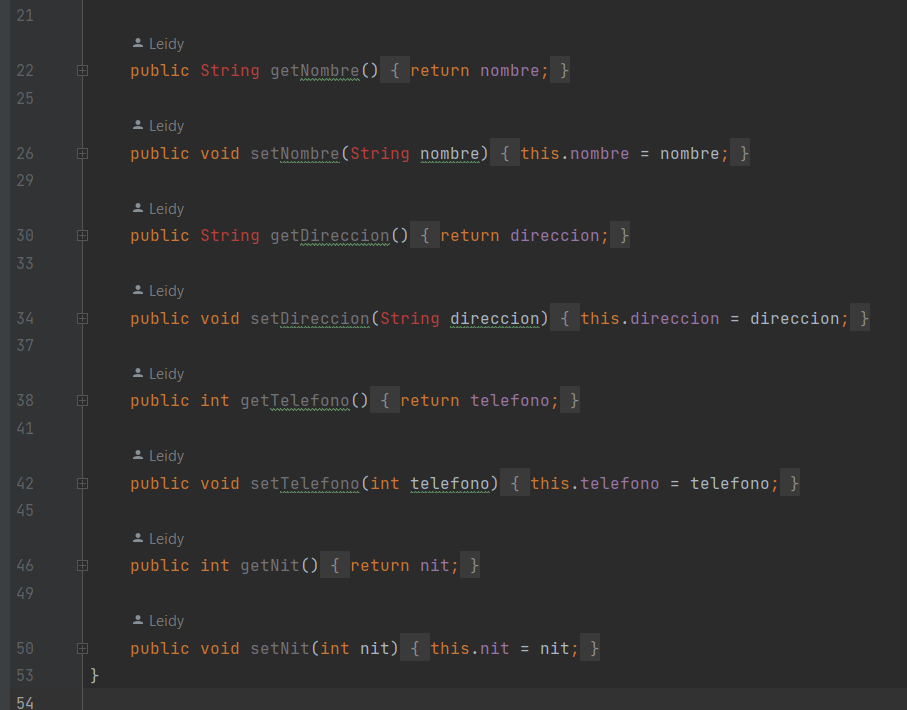 21
Leidy
22 public String getNombre() { return nombre; }
25
Leidy
26 public void setNombre(String nombre) { this.nombre = nombre; }
29
Leidy
30 public String getDireccion() { return direccion; }
33
Leidy
34 public void setDireccion(String direccion) { this.direccion = direccion; }
37
Leidy
38 public int getTelefono() { return telefono; }
41
Leidy
42 public void setTelefono(int telefono) { this.telefono = telefono; }
45
Leidy
46 public int getNit() { return nit; }
49
Leidy
50 public void setNit(int nit) { this.nit = nit; }
53 }
54